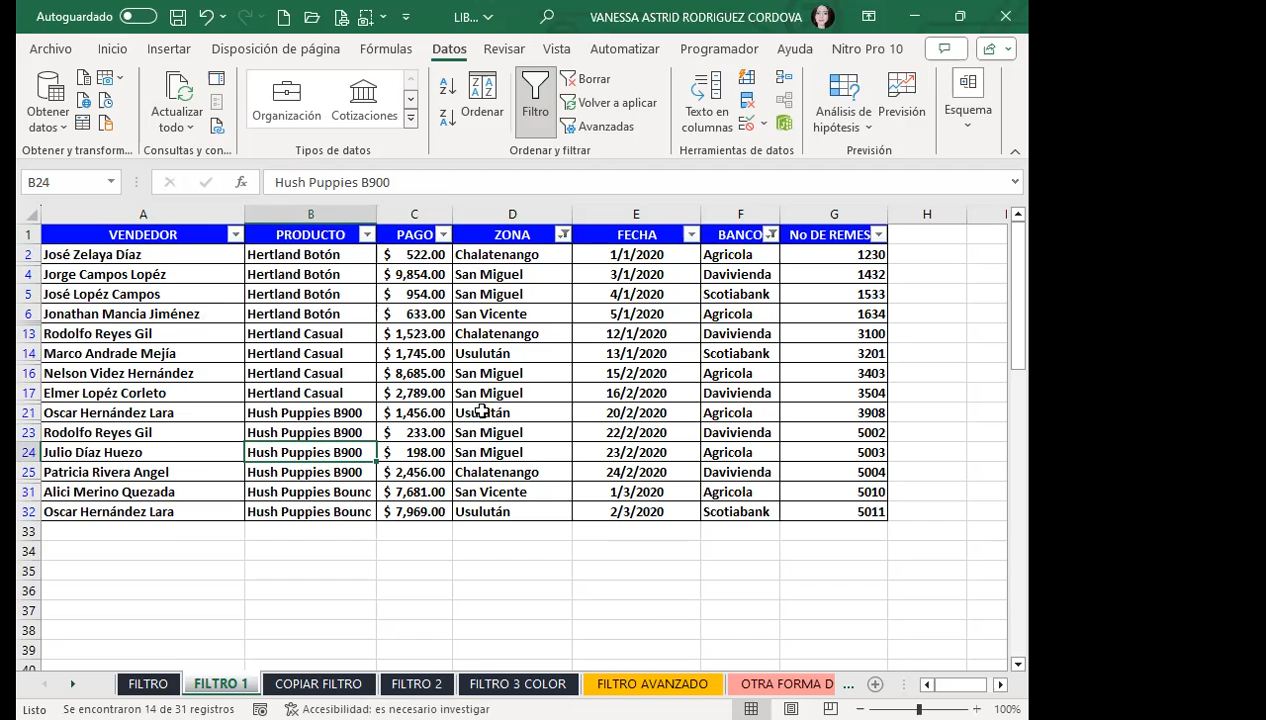 Autoguardado LIB... VANESSA ASTRID RODRIGUEZ CORDOVA
Archivo Inicio Insertar Disposición de página Fórmulas Datos Revisar Vista Automatizar Programador Ayuda Nitro Pro 10
Obtener datos
Actualizar todo
Organización Cotizaciones
Ordenar
Filtro
Borrar
Volver a aplicar
Avanzadas
Texto en columnas
Análisis de hipótesis
Previsión
Esquema
Obtener y transform... Consultas y con... Tipos de datos Ordenar y filtrar Herramientas de datos Previsión
B24 fx Hush Puppies B900
A B C D E F G H I
1 VENDEDOR PRODUCTO PAGO ZONA FECHA BANCO No DE REMES
2 José Zelaya Díaz Hertland Botón $ 522.00 Chalatenango 1/1/2020 Agricola 1230
4 Jorge Campos Lopéz Hertland Botón $ 9,854.00 San Miguel 3/1/2020 Davivienda 1432
5 José Lopéz Campos Hertland Botón $ 954.00 San Miguel 4/1/2020 Scotiabank 1533
6 Jonathan Mancia Jiménez Hertland Botón $ 633.00 San Vicente 5/1/2020 Agricola 1634
13 Rodolfo Reyes Gil Hertland Casual $ 1,523.00 Chalatenango 12/1/2020 Davivienda 3100
14 Marco Andrade Mejía Hertland Casual $ 1,745.00 Usulután 13/1/2020 Scotiabank 3201
16 Nelson Videz Hernández Hertland Casual $ 8,685.00 San Miguel 15/2/2020 Agricola 3403
17 Elmer Lopéz Corleto Hertland Casual $ 2,789.00 San Miguel 16/2/2020 Davivienda 3504
21 Oscar Hernández Lara Hush Puppies B900 $ 1,456.00 Usulután 20/2/2020 Agricola 3908
23 Rodolfo Reyes Gil Hush Puppies B900 $ 233.00 San Miguel 22/2/2020 Davivienda 5002
24 Julio Díaz Huezo Hush Puppies B900 $ 198.00 San Miguel 23/2/2020 Agricola 5003
25 Patricia Rivera Angel Hush Puppies B900 $ 2,456.00 Chalatenango 24/2/2020 Davivienda 5004
31 Alici Merino Quezada Hush Puppies Bounc $ 7,681.00 San Vicente 1/3/2020 Agricola 5010
32 Oscar Hernández Lara Hush Puppies Bounc $ 7,969.00 Usulután 2/3/2020 Scotiabank 5011
33
34
35
36
37
38
39
40
FILTRO FILTRO 1 COPIAR FILTRO FILTRO 2 FILTRO 3 COLOR FILTRO AVANZADO OTRA FORMA D ...
Listo Se encontraron 14 de 31 registros Accesibilidad: es necesario investigar 100%